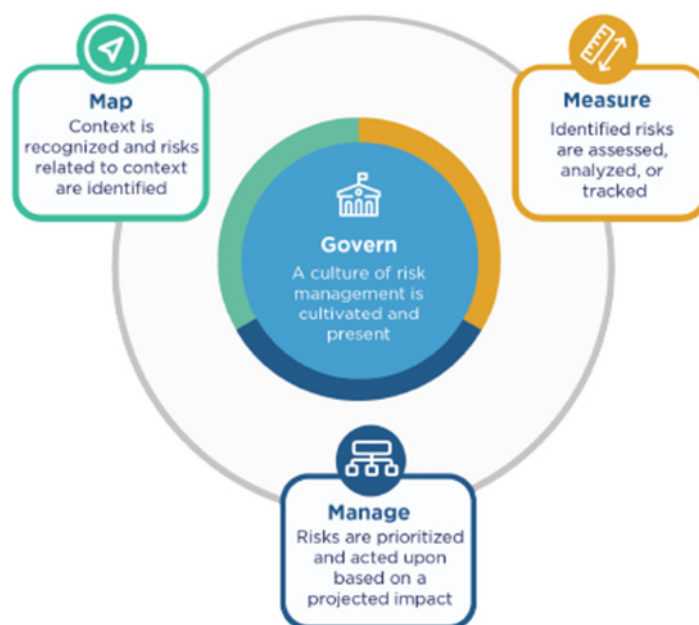 Map
Context is
recognized and risks
related to context
are identified
Measure
Identified risks
are assessed,
analyzed, or
tracked
Govern
A culture of risk
management is
cultivated and
present
Manage
Risks are prioritized
and acted upon
based on a
projected impact